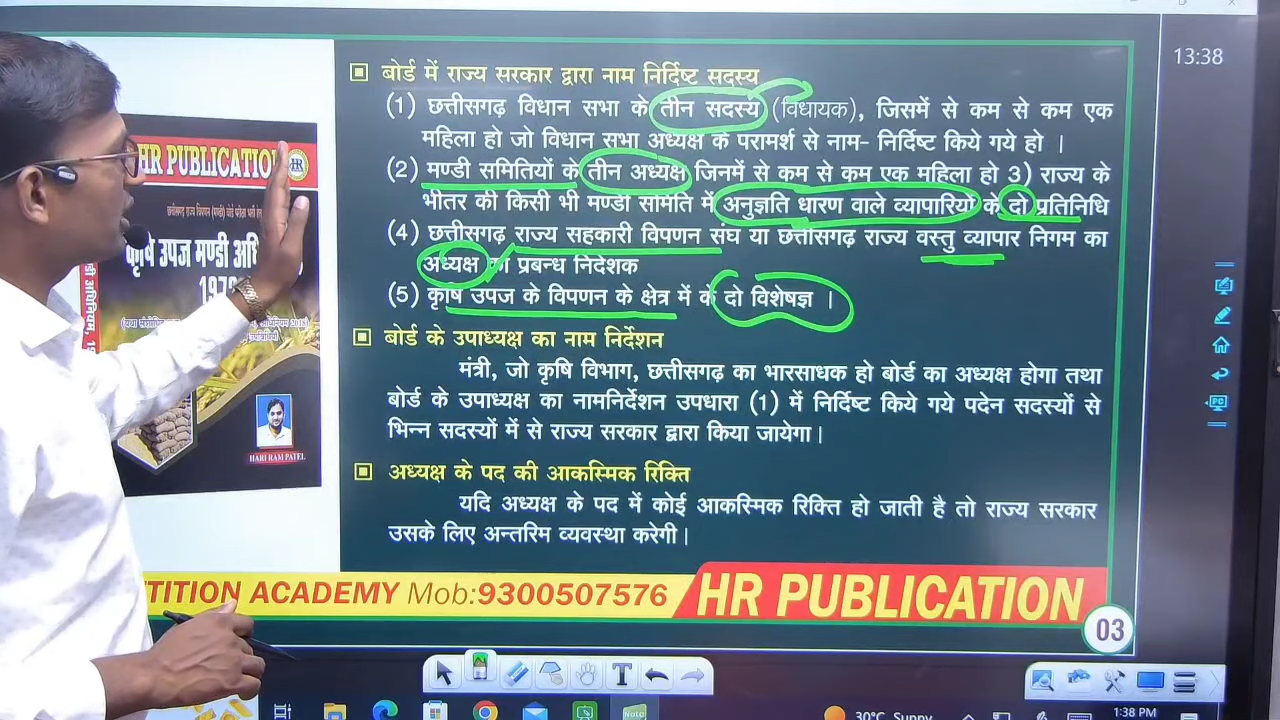 13:38
बोर्ड में राज्य सरकार द्वारा नाम निर्दिष्ट सदस्य
(1) छत्तीसगढ़ विधान सभा के तीन सदस्य (विधायक), जिसमें से कम से कम एक
महिला हो जो विधान सभा अध्यक्ष के परामर्श से नाम- निर्दिष्ट किये गये हो ।
(2) मण्डी समितियों के तीन अध्यक्ष जिनमें से कम से कम एक महिला हो 3) राज्य के
भीतर की किसी भी मण्डी समिति में अनुज्ञप्ति धारण वाले व्यापारियों के दो प्रतिनिधि
(4) छत्तीसगढ़ राज्य सहकारी विपणन संघ या छत्तीसगढ़ राज्य वस्तु व्यापार निगम का
अध्यक्ष का प्रबन्ध निदेशक
(5) कृषि उपज के विपणन के क्षेत्र में के दो विशेषज्ञ ।
बोर्ड के उपाध्यक्ष का नाम निर्देशन
मंत्री, जो कृषि विभाग, छत्तीसगढ़ का भारसाधक हो बोर्ड का अध्यक्ष होगा तथा
बोर्ड के उपाध्यक्ष का नामनिर्देशन उपधारा (1) में निर्दिष्ट किये गये पदेन सदस्यों से
भिन्न सदस्यों में से राज्य सरकार द्वारा किया जायेगा।
अध्यक्ष के पद की आकस्मिक रिक्ति
यदि अध्यक्ष के पद में कोई आकस्मिक रिक्ति हो जाती है तो राज्य सरकार
उसके लिए अन्तरिम व्यवस्था करेगी।
HR PUBLICATION
HR
कृषि उपज मण्डी
HARI RAM PATEL
TITION ACADEMY Mob:9300507576
HR PUBLICATION
03
PC
T
30°C Sunny
1:38 PM